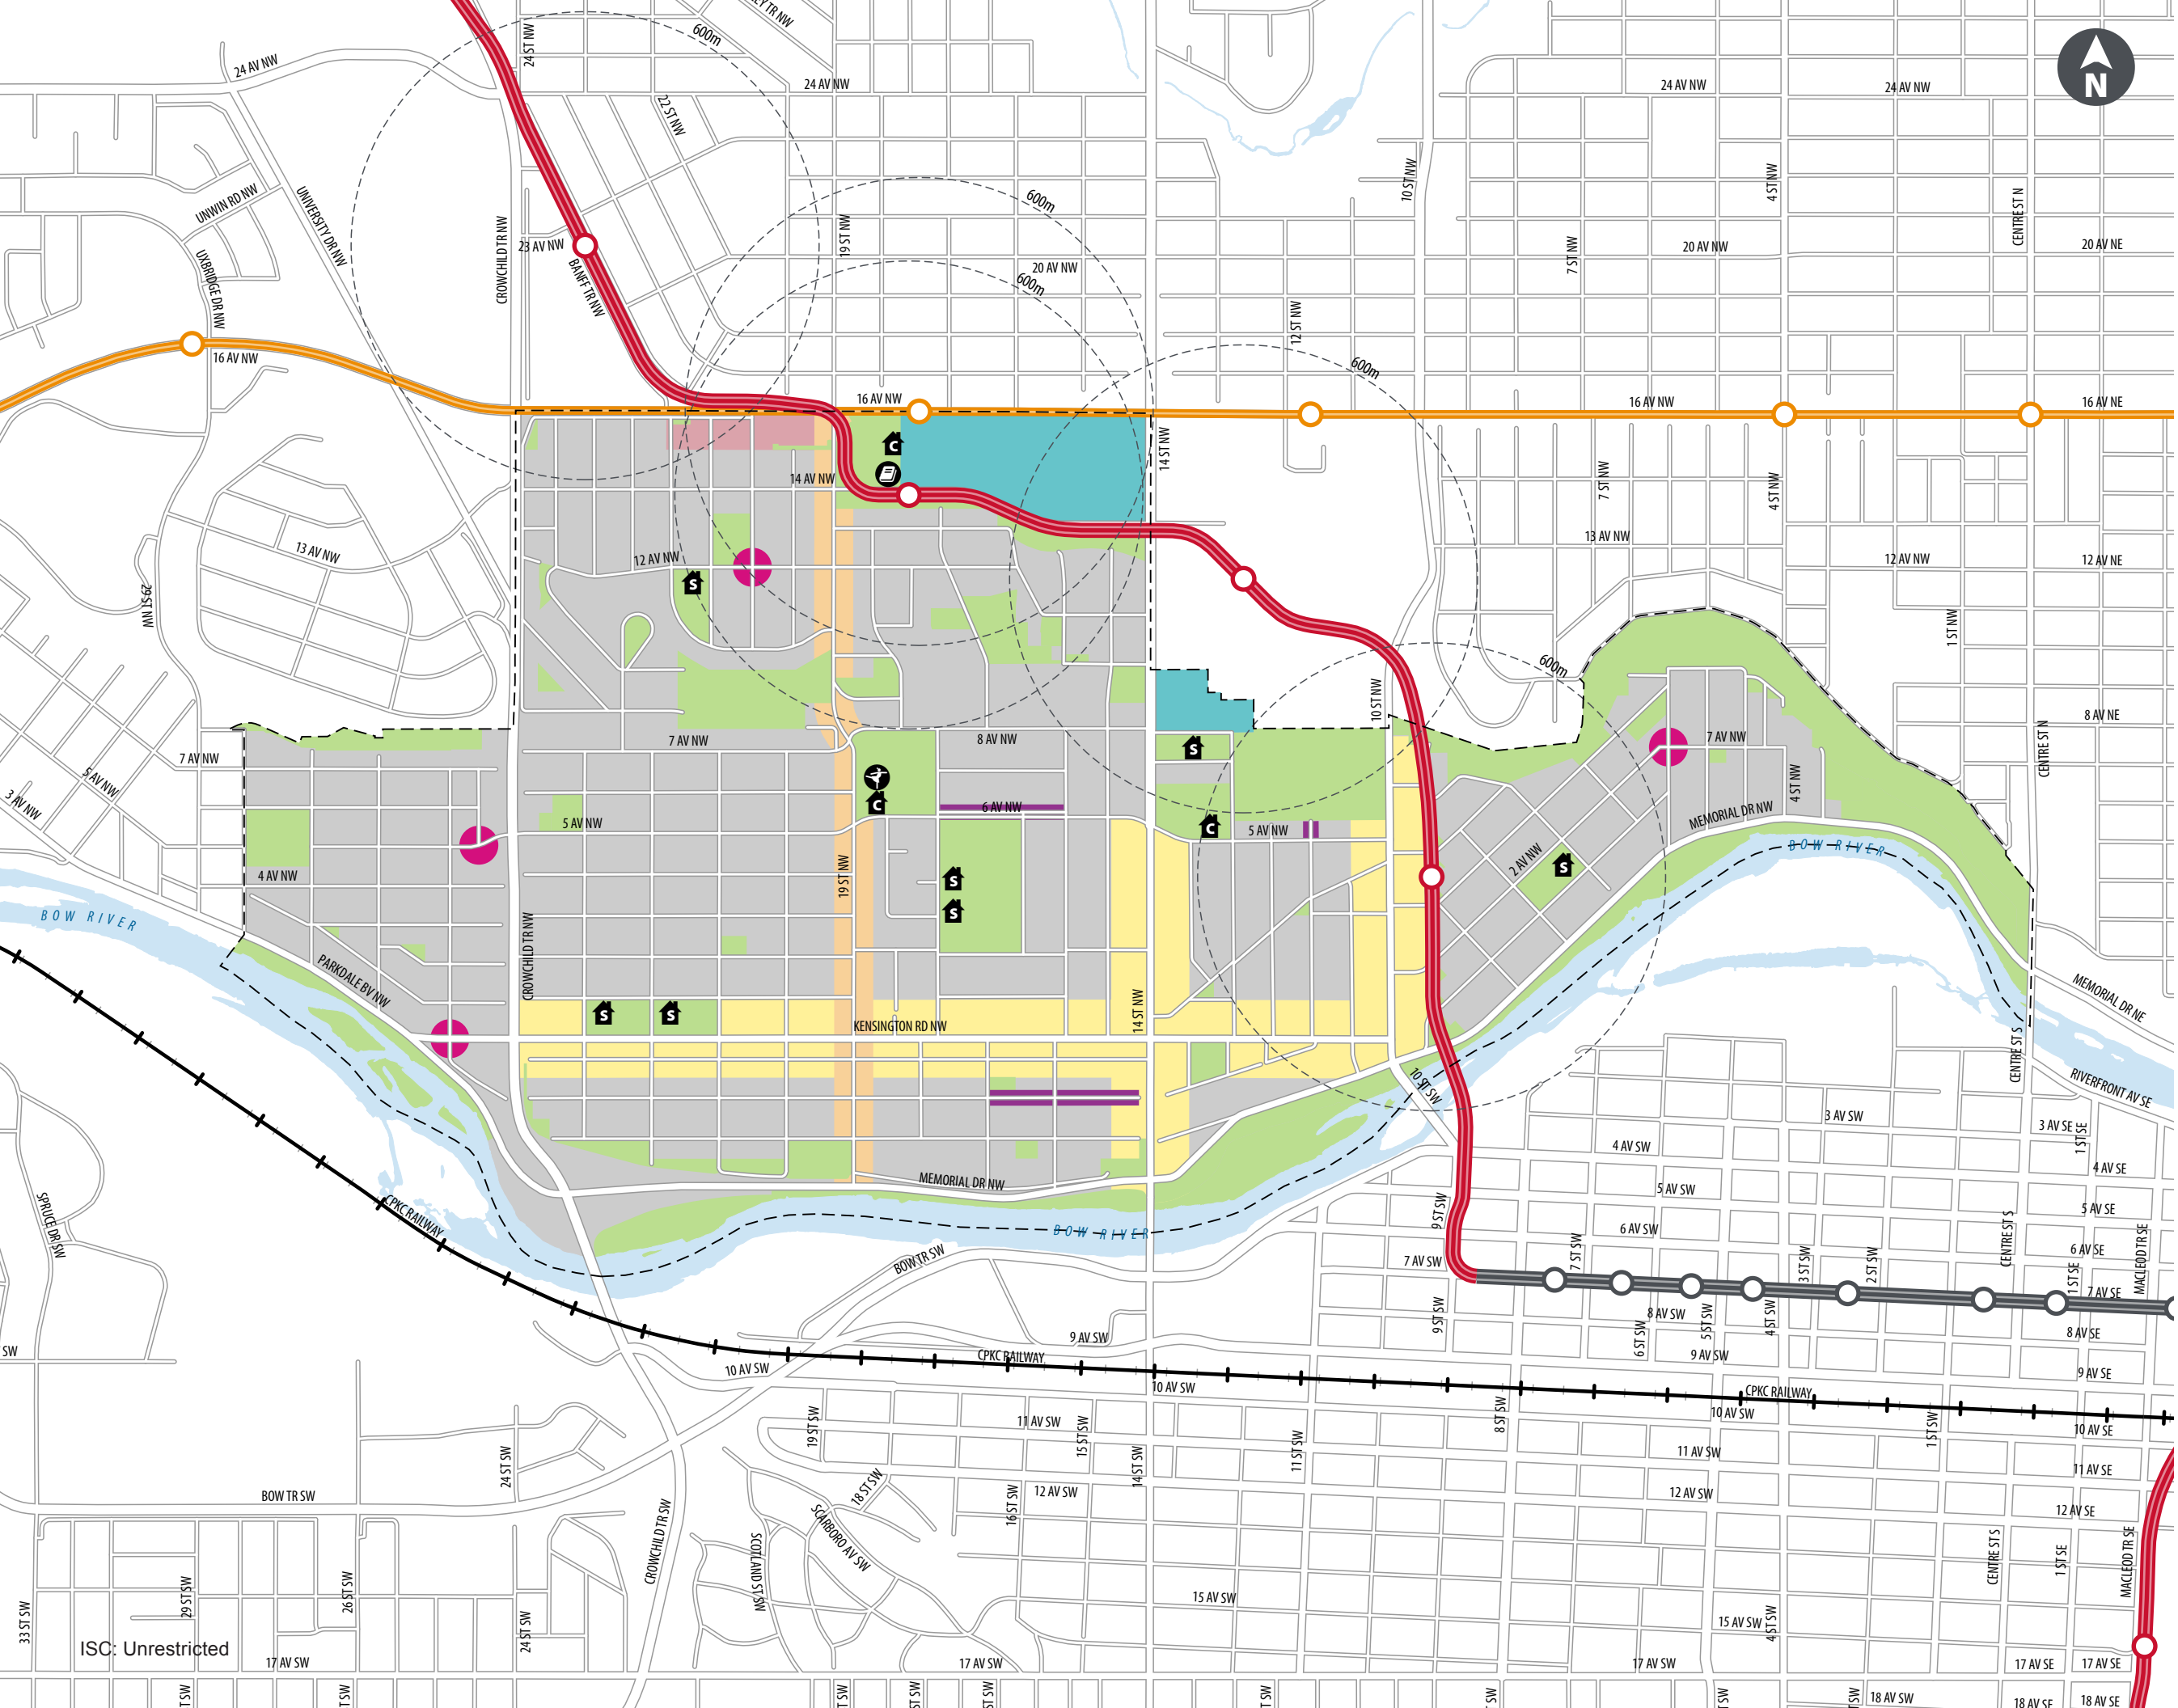 24 ST NW
600m
24 AV NW
24 AV NW
24 AV NW
24 AV NW
N
22 ST NW
UNWIN RD NW
UNIVERSITY DR NW
10 ST NW
4 ST NW
CENTRE ST N
600m
CROWCHILD TR NW
23 AV NW
19 ST NW
7 ST NW
20 AV NW
20 AV NE
UXBRIDGE DR NW
BANFF TR NW
20 AV NW
600m
12 ST NW
16 AV NW
600m
16 AV NW
16 AV NW
16 AV NE
C
14 ST NW
14 AV NW
7 ST NW
4 ST NW
13 AV NW
13 AV NW
12 AV NW
12 AV NW
12 AV NE
S
29 ST NW
11 ST NW
600m
10 ST NW
8 AV NE
7 AV NW
7 AV NW
8 AV NW
S
7 AV NW
CENTRE ST N
5 AV NW
3 AV NW
4 ST NW
C
6 AV NW
5 AV NW
C
5 AV NW
MEMORIAL DR NW
BOW RIVER
4 AV NW
19 ST NW
S
S
2 AV NW
S
BOW RIVER
CROWCHILD TR NW
PARKDALE BV NW
S
S
KENSINGTON RD NW
14 ST NW
MEMORIAL DR NE
CENTRE ST S
RIVERFRONT AV SE
10 ST SW
3 AV SW
3 AV SE
1 ST SE
4 AV SW
4 AV SE
MEMORIAL DR NW
5 AV SW
5 AV SE
SPRUCE DR SW
CPKC RAILWAY
BOW RIVER
9 ST SW
6 AV SW
CENTRE ST S
6 AV SE
MACLEOD TR SE
BOW TR SW
7 AV SW
7 ST SW
3 ST SW
2 ST SW
1 ST SE
7 AV SE
9 ST SW
8 AV SW
6 ST SW
5 ST SW
4 ST SW
8 AV SE
SW
9 AV SW
CPKC RAILWAY
9 AV SW
9 AV SE
10 AV SW
10 AV SW
CPKC RAILWAY
10 AV SW
10 AV SE
19 ST SW
11 AV SW
15 ST SW
14 ST SW
11 ST SW
8 ST SW
1 ST SW
11 AV SW
11 AV SE
24 ST SW
BOW TR SW
18 ST SW
16 ST SW
12 AV SW
12 AV SW
12 AV SE
CROWCHILD TR SW
SCOTLAND ST SW
SCARBORO AV SW
CENTRE ST S
1 ST SE
MACLEOD TR SE
33 ST SW
29 ST SW
26 ST SW
24 ST SW
15 AV SW
15 AV SW
4 ST SW
ISC: Unrestricted
17 AV SW
17 AV SW
17 AV SW
17 AV SE
17 AV SE
18 AV SW
18 AV SE
18 AV SE